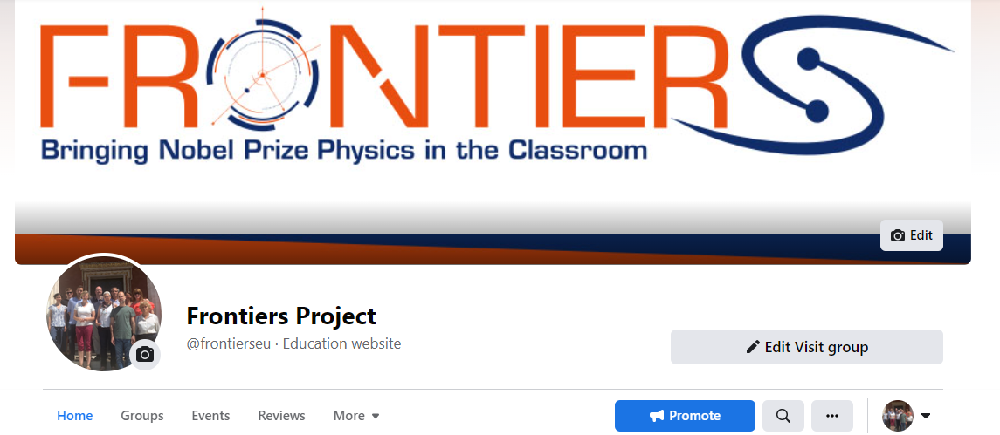 FRONTIERS
Bringing Nobel Prize Physics in the Classroom
Edit
Frontiers Project
@frontierseu · Education website
Edit Visit group
Home Groups Events Reviews More Promote